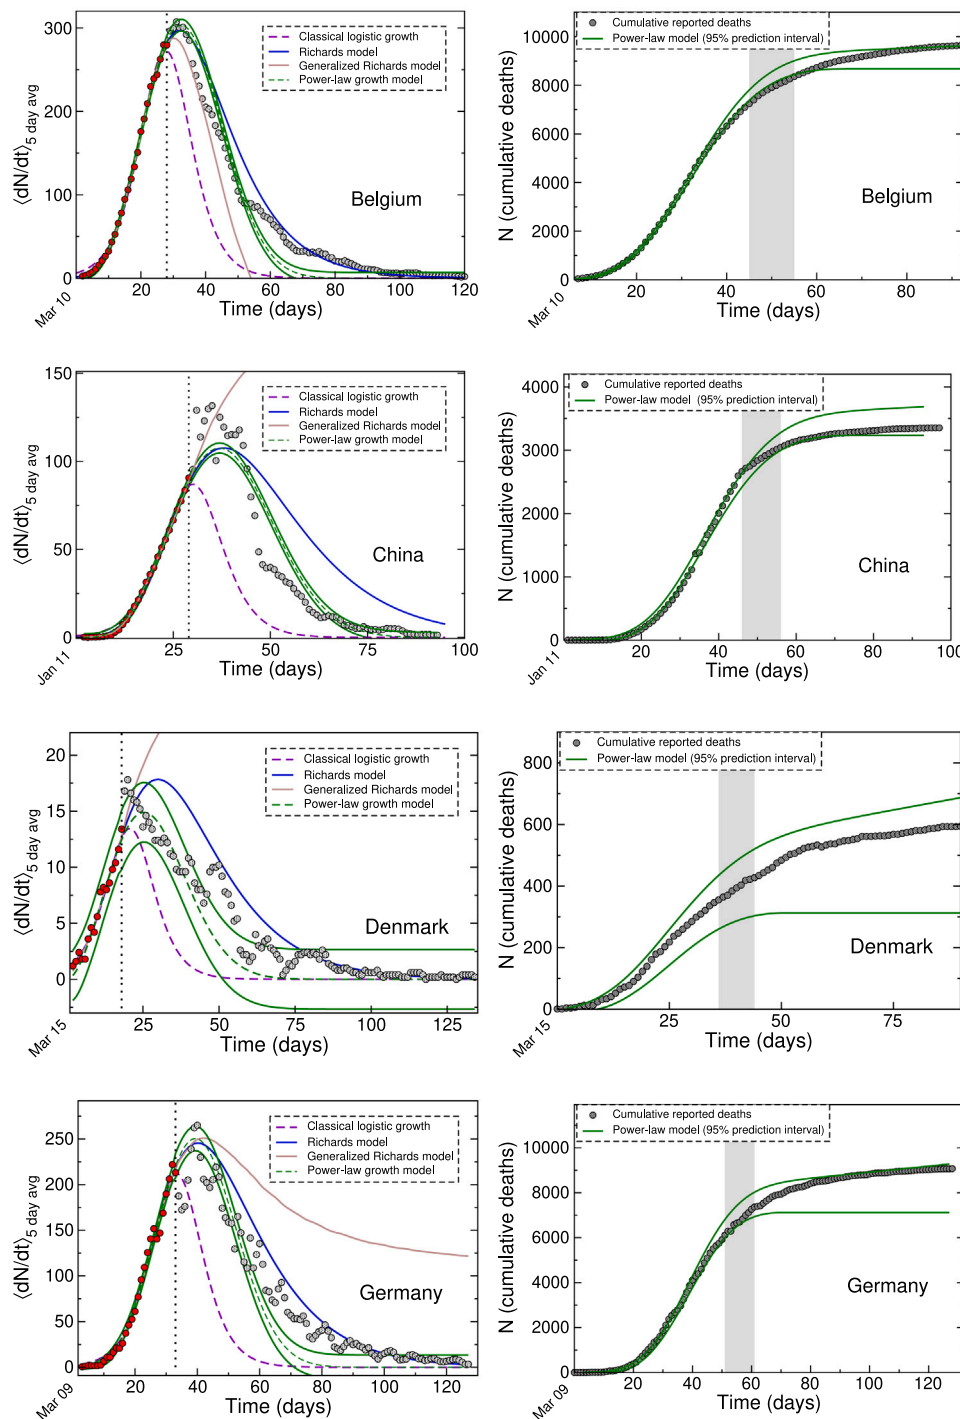 300
200
100
0
⟨dN/dt⟩5 day avg
Classical logistic growth
Richards model
Generalized Richards model
Power-law growth model
Belgium
Mar 10
20
40
60
80
100
120
Time (days)
10000
8000
6000
4000
2000
0
N (cumulative deaths)
Cumulative reported deaths
Power-law model (95% prediction interval)
Belgium
Mar 10
20
40
60
80
Time (days)
150
100
50
0
⟨dN/dt⟩5 day avg
Classical logistic growth
Richards model
Generalized Richards model
Power-law growth model
China
Jan 11
25
50
75
100
Time (days)
4000
3000
2000
1000
0
N (cumulative deaths)
Cumulative reported deaths
Power-law model (95% prediction interval)
China
Jan 11
20
40
60
80
100
Time (days)
20
15
10
5
0
⟨dN/dt⟩5 day avg
Classical logistic growth
Richards model
Generalized Richards model
Power-law growth model
Denmark
Mar 15
25
50
75
100
125
Time (days)
800
600
400
200
0
N (cumulative deaths)
Cumulative reported deaths
Power-law model (95% prediction interval)
Denmark
Mar 15
25
50
75
Time (days)
250
200
150
100
50
0
⟨dN/dt⟩5 day avg
Classical logistic growth
Richards model
Generalized Richards model
Power-law growth model
Germany
Mar 09
20
40
60
80
100
120
Time (days)
10000
8000
6000
4000
2000
0
N (cumulative deaths)
Cumulative reported deaths
Power-law model (95% prediction interval)
Germany
Mar 09
20
40
60
80
100
120
Time (days)